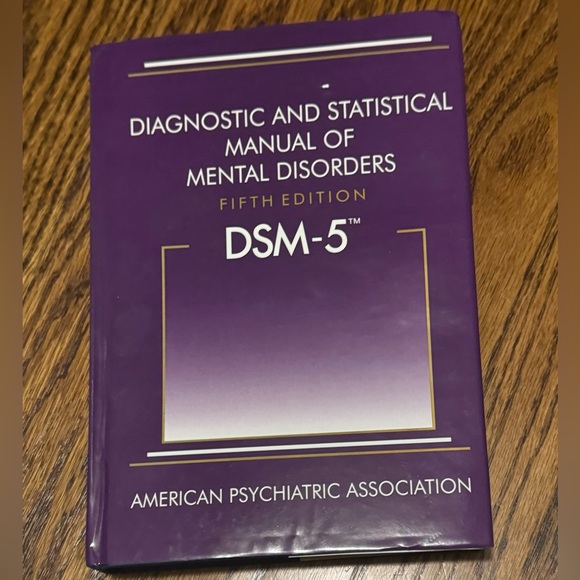 DIAGNOSTIC AND STATISTICAL
MANUAL OF
MENTAL DISORDERS
FIFTH EDITION
DSM-5™
AMERICAN PSYCHIATRIC ASSOCIATION